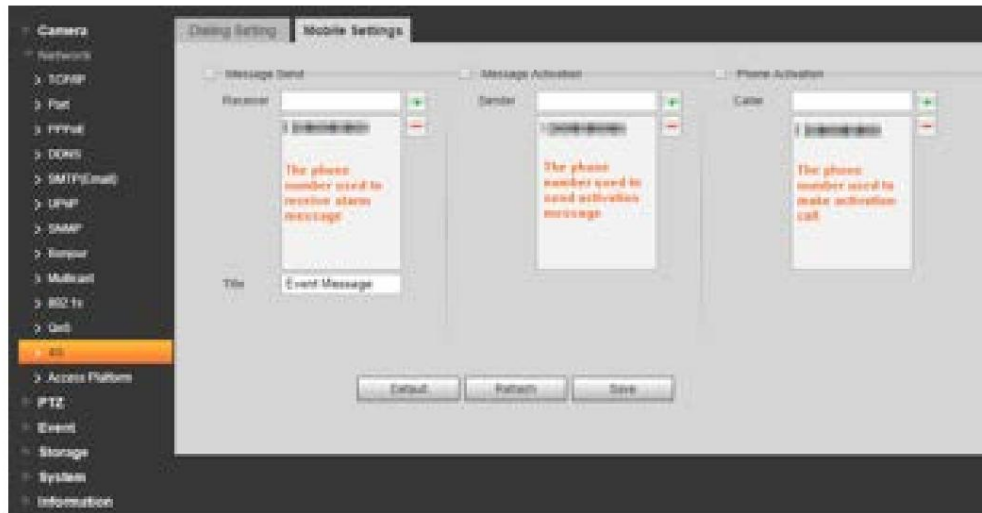 Camera
Network
TCP/IP
Port
PPPoE
DDNS
SMTP(Email)
UPnP
SNMP
Bonjour
Multicast
802.1x
QoS
4G
Access Platform
PTZ
Event
Storage
System
Information
Dialing Setting
Mobile Settings
Message Send
Receiver
The phone
number used to
receive alarm
message
Title
Event Message
Message Activation
Sender
The phone
number used to
send activation
message
Phone Activation
Caller
The phone
number used to
make activation
call
Default
Refresh
Save